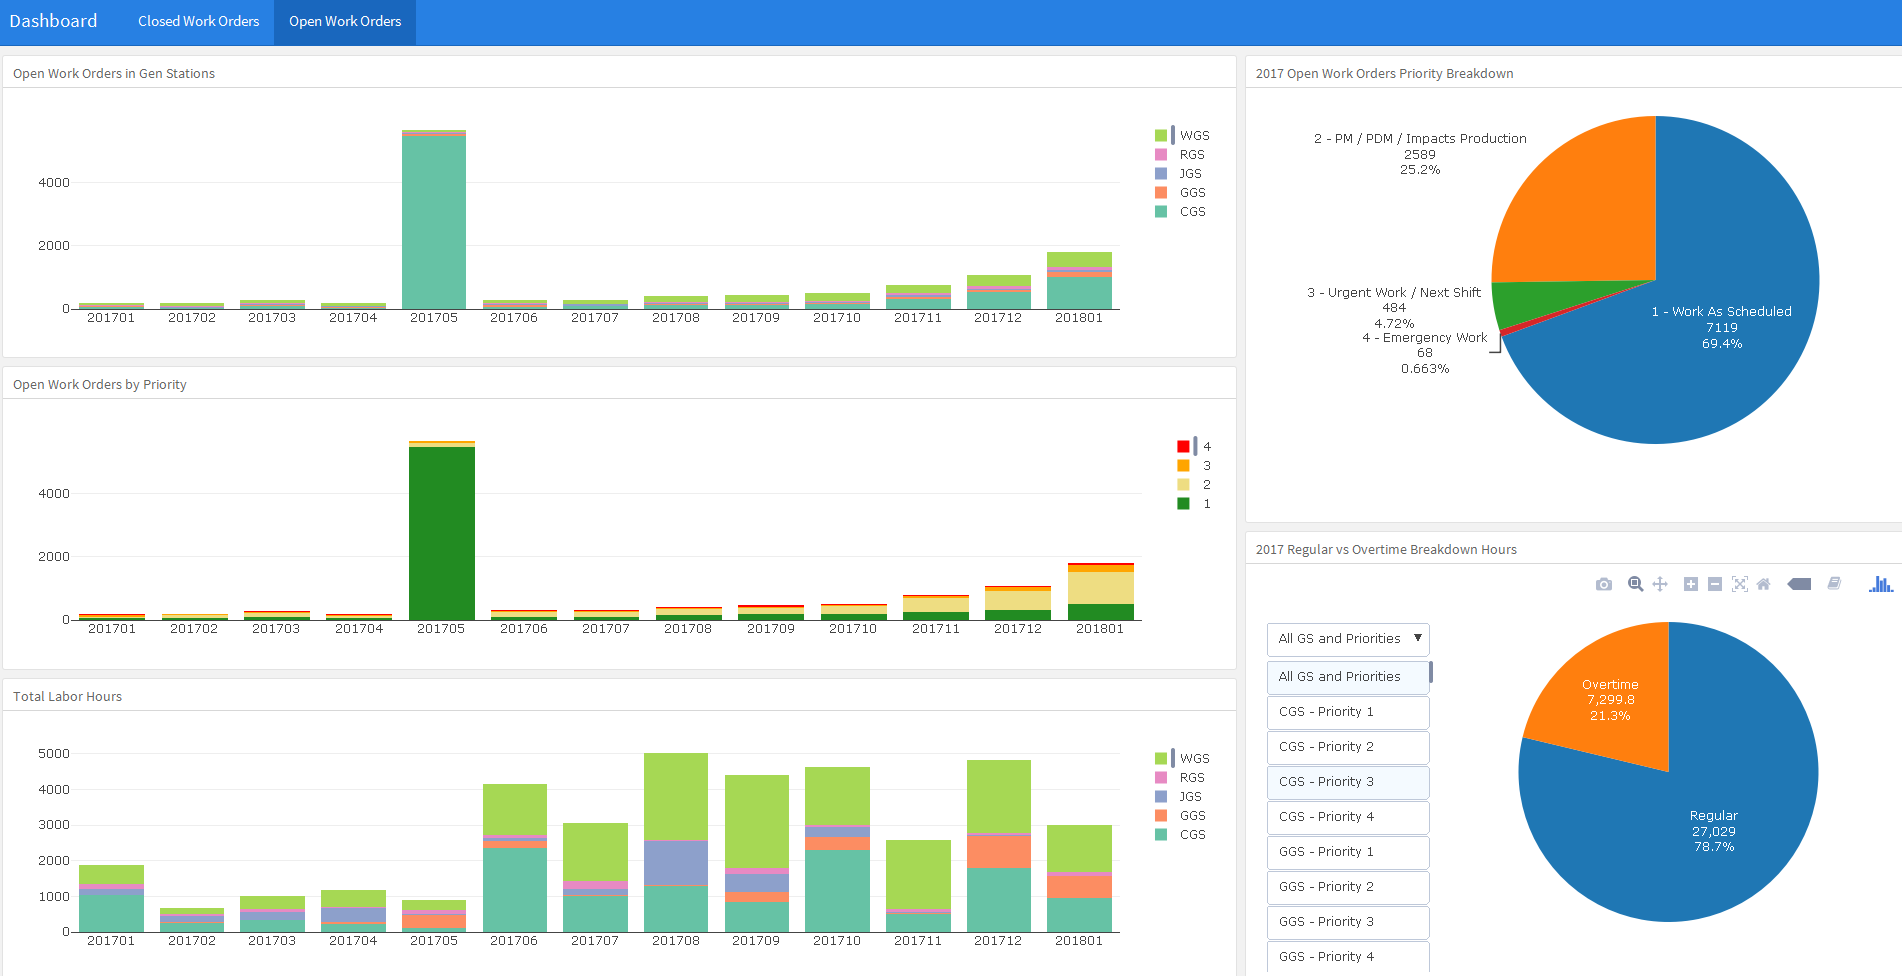 Dashboard
Closed Work Orders
Open Work Orders
Open Work Orders in Gen Stations
4000
2000
0
201701 201702 201703 201704 201705 201706 201707 201708 201709 201710 201711 201712 201801
WGS
RGS
JGS
GGS
CGS
Open Work Orders by Priority
4000
2000
0
201701 201702 201703 201704 201705 201706 201707 201708 201709 201710 201711 201712 201801
4
3
2
1
Total Labor Hours
5000
4000
3000
2000
1000
0
201701 201702 201703 201704 201705 201706 201707 201708 201709 201710 201711 201712 201801
WGS
RGS
JGS
GGS
CGS
2017 Open Work Orders Priority Breakdown
2 - PM / PDM / Impacts Production
2589
25.2%
3 - Urgent Work / Next Shift
484
4.72%
4 - Emergency Work
68
0.663%
1 - Work As Scheduled
7119
69.4%
2017 Regular vs Overtime Breakdown Hours
All GS and Priorities
All GS and Priorities
CGS - Priority 1
CGS - Priority 2
CGS - Priority 3
CGS - Priority 4
GGS - Priority 1
GGS - Priority 2
GGS - Priority 3
GGS - Priority 4
Overtime
7,299.8
21.3%
Regular
27,029
78.7%